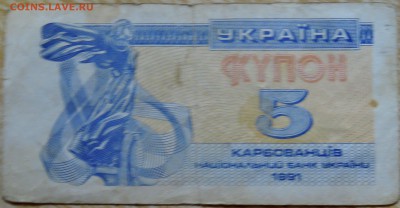 COINS.LAVE.RU
УКРАЇНА
КУПОН
5
КАРБОВАНЦІВ
НАЦІОНАЛЬНИЙ БАНК УКРАЇНИ
1991